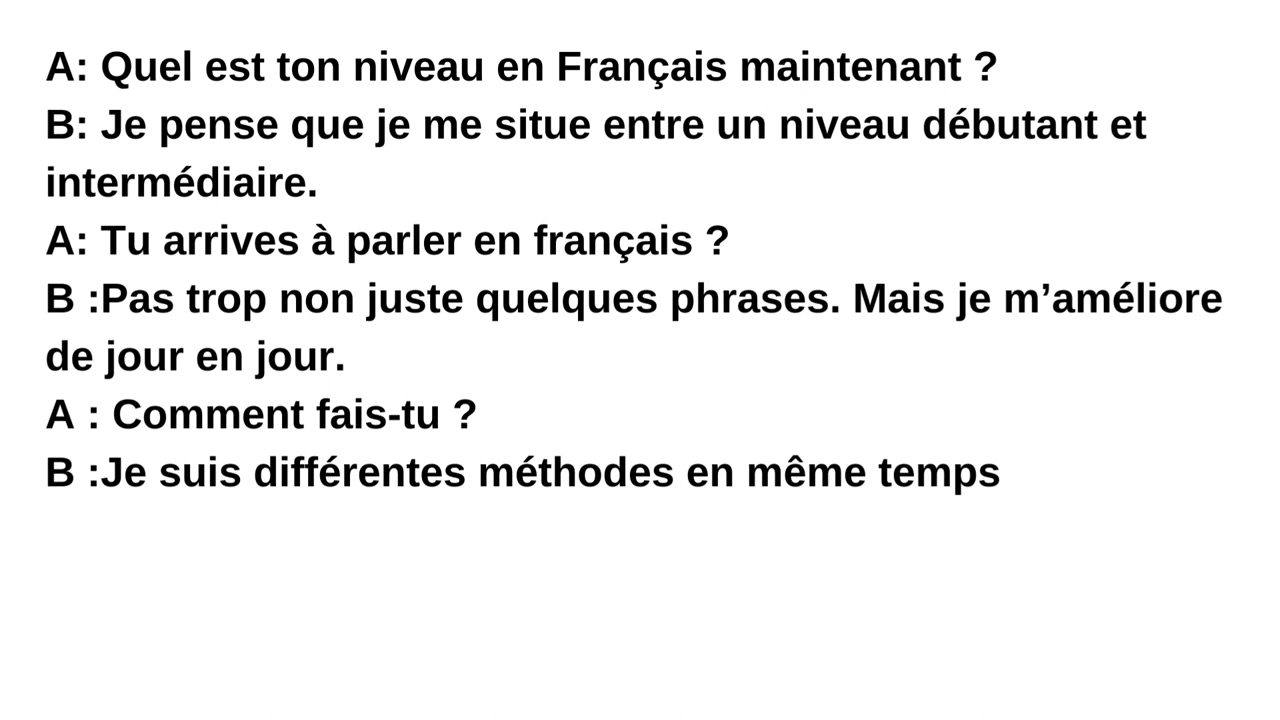 A: Quel est ton niveau en Français maintenant ?
B: Je pense que je me situe entre un niveau débutant et
intermédiaire.
A: Tu arrives à parler en français ?
B :Pas trop non juste quelques phrases. Mais je m’améliore
de jour en jour.
A : Comment fais-tu ?
B :Je suis différentes méthodes en même temps